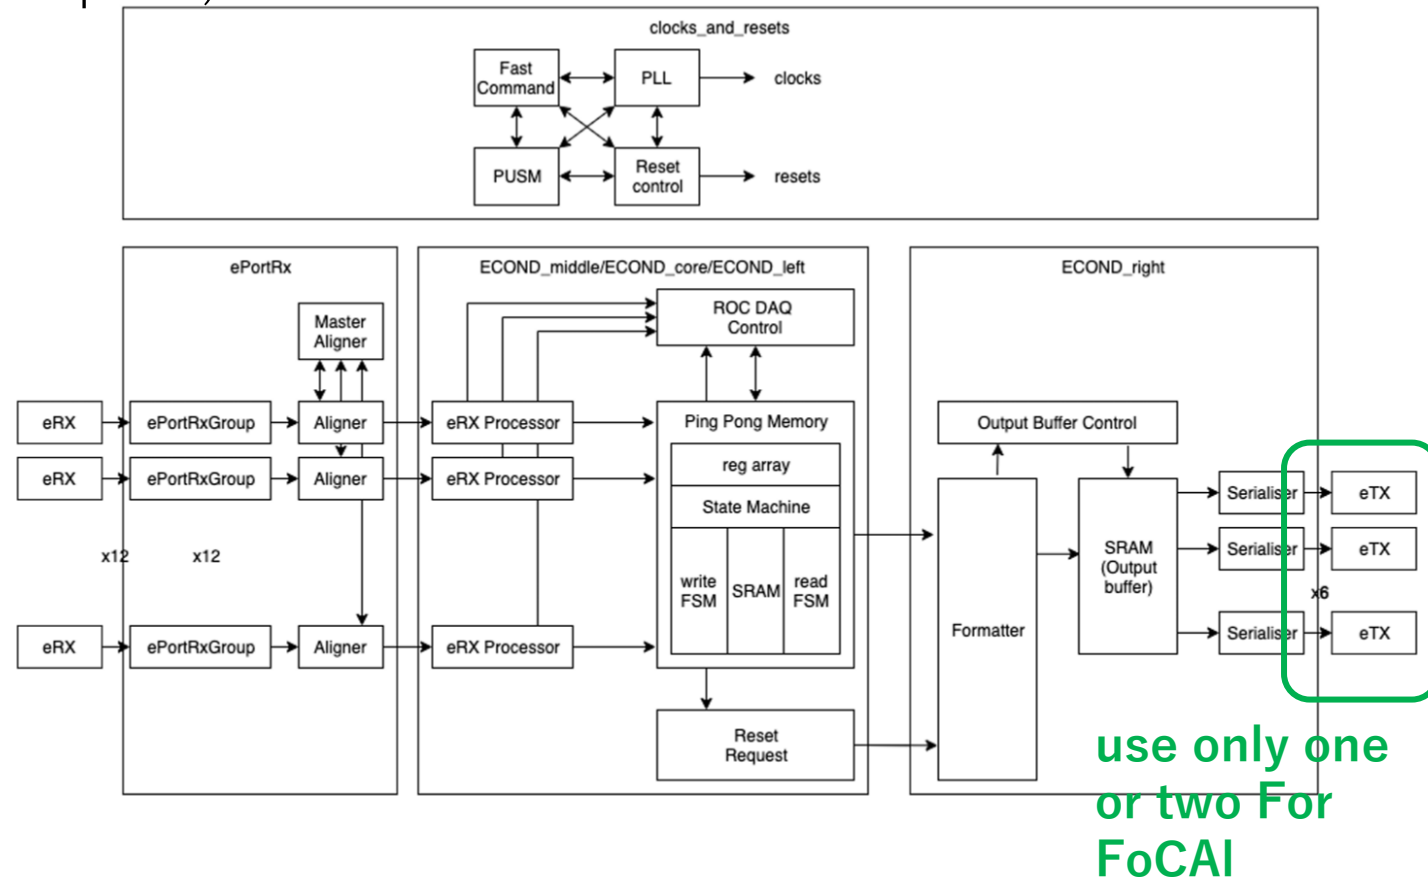 clocks_and_resets
Fast
Command
PLL
clocks
PUSM
Reset
control
resets
ePortRx
ECOND_middle/ECOND_core/ECOND_left
ECOND_right
Master
Aligner
ROC DAQ
Control
eRX
ePortRxGroup
Aligner
eRX Processor
Ping Pong Memory
Output Buffer Control
eRX
ePortRxGroup
Aligner
eRX Processor
reg array
State Machine
write
FSM
SRAM
read
FSM
x12
x12
eRX
ePortRxGroup
Aligner
eRX Processor
Reset
Request
Formatter
SRAM
(Output
buffer)
Serialiser
eTX
Serialiser
eTX
x6
Serialiser
eTX
use only one
or two For
FoCAl